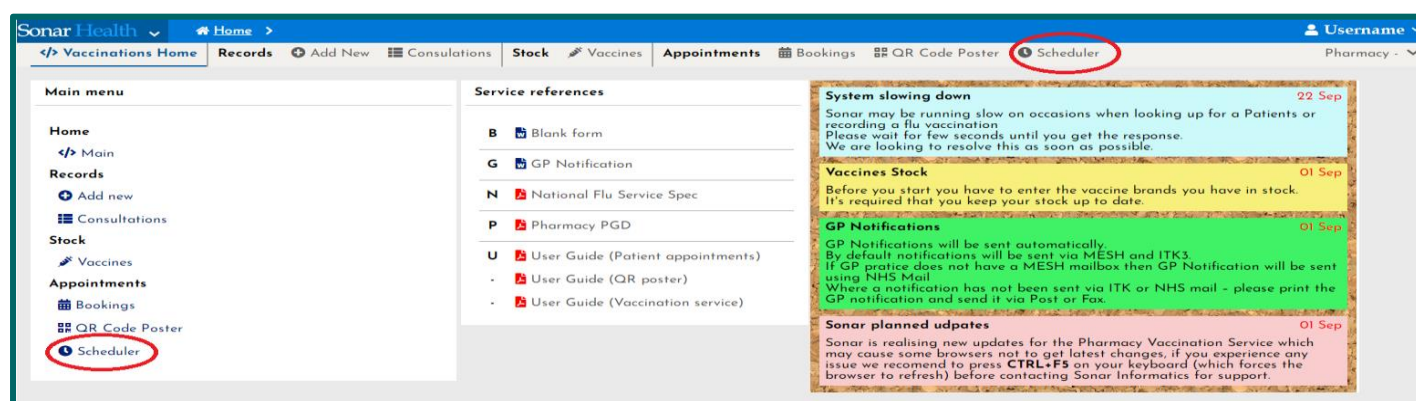 Sonar Health Home > Username
</> Vaccinations Home Records Add New Consulations Stock Vaccines Appointments Bookings QR Code Poster Scheduler Pharmacy -
Main menu
Home
</> Main
Records
Add new
Consultations
Stock
Vaccines
Appointments
Bookings
QR Code Poster
Scheduler
Service references
B Blank form
G GP Notification
N National Flu Service Spec
P Pharmacy PGD
U User Guide (Patient appointments)
· User Guide (QR poster)
· User Guide (Vaccination service)
System slowing down 22 Sep
Sonar may be running slow on occasions when looking up for a Patients or
recording a flu vaccination
Please wait for few seconds until you get the response.
We are looking to resolve this as soon as possible.
Vaccines Stock 01 Sep
Before you start you have to enter the vaccine brands you have in stock.
It's required that you keep your stock up to date.
GP Notifications 01 Sep
GP Notifications will be sent automatically.
By default notifications will be sent via MESH and ITK3.
If GP pratice does not have a MESH mailbox then GP Notification will be sent
using NHS Mail
Where a notification has not been sent via ITK or NHS mail - please print the
GP notification and send it via Post or Fax.
Sonar planned udpates 01 Sep
Sonar is realising new updates for the Pharmacy Vaccination Service which
may cause some browsers not to get latest changes, if you experience any
issue we recomend to press CTRL+F5 on your keyboard (which forces the
browser to refresh) before contacting Sonar Informatics for support.